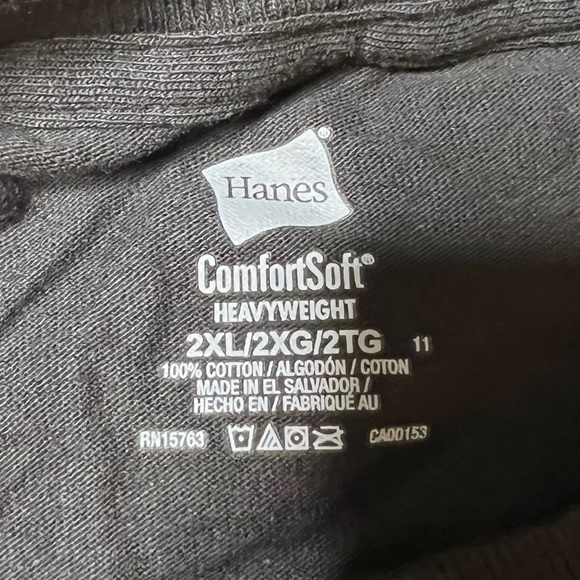 Hanes®
ComfortSoft®
HEAVYWEIGHT
2XL/2XG/2TG 11
100% COTTON / ALGODÓN / COTON
MADE IN EL SALVADOR /
HECHO EN / FABRIQUÉ AU
RN15763 CA00153